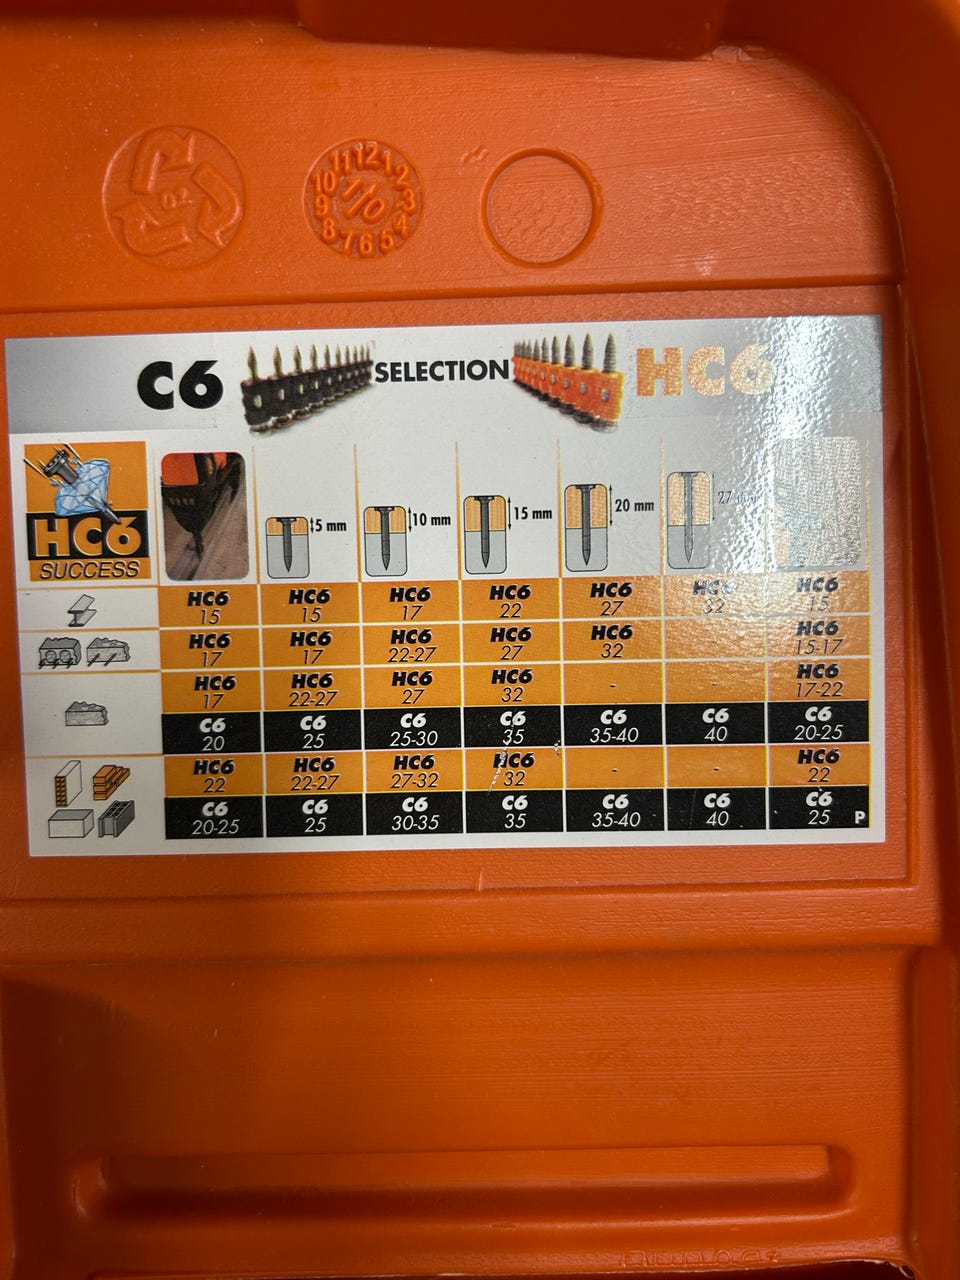 02
11 12 1 2 3 4 5 6 7 8 9 10
C6 SELECTION HC6
HC6
SUCCESS
5 mm 10 mm 15 mm 20 mm 27 mm
HC6 HC6 HC6 HC6 HC6 HC6 HC6
15 15 17 22 27 32 15
HC6 HC6 HC6 HC6 HC6 HC6
17 17 22-27 27 32 15-17
HC6 HC6 HC6 HC6 - - HC6
17 22-27 27 32 17-22
C6 C6 C6 C6 C6 C6 C6
20 25 25-30 35 35-40 40 20-25
HC6 HC6 HC6 HC6 - - HC6
22 22-27 27-32 32 22
C6 C6 C6 C6 C6 C6 C6
20-25 25 30-35 35 35-40 40 25 P